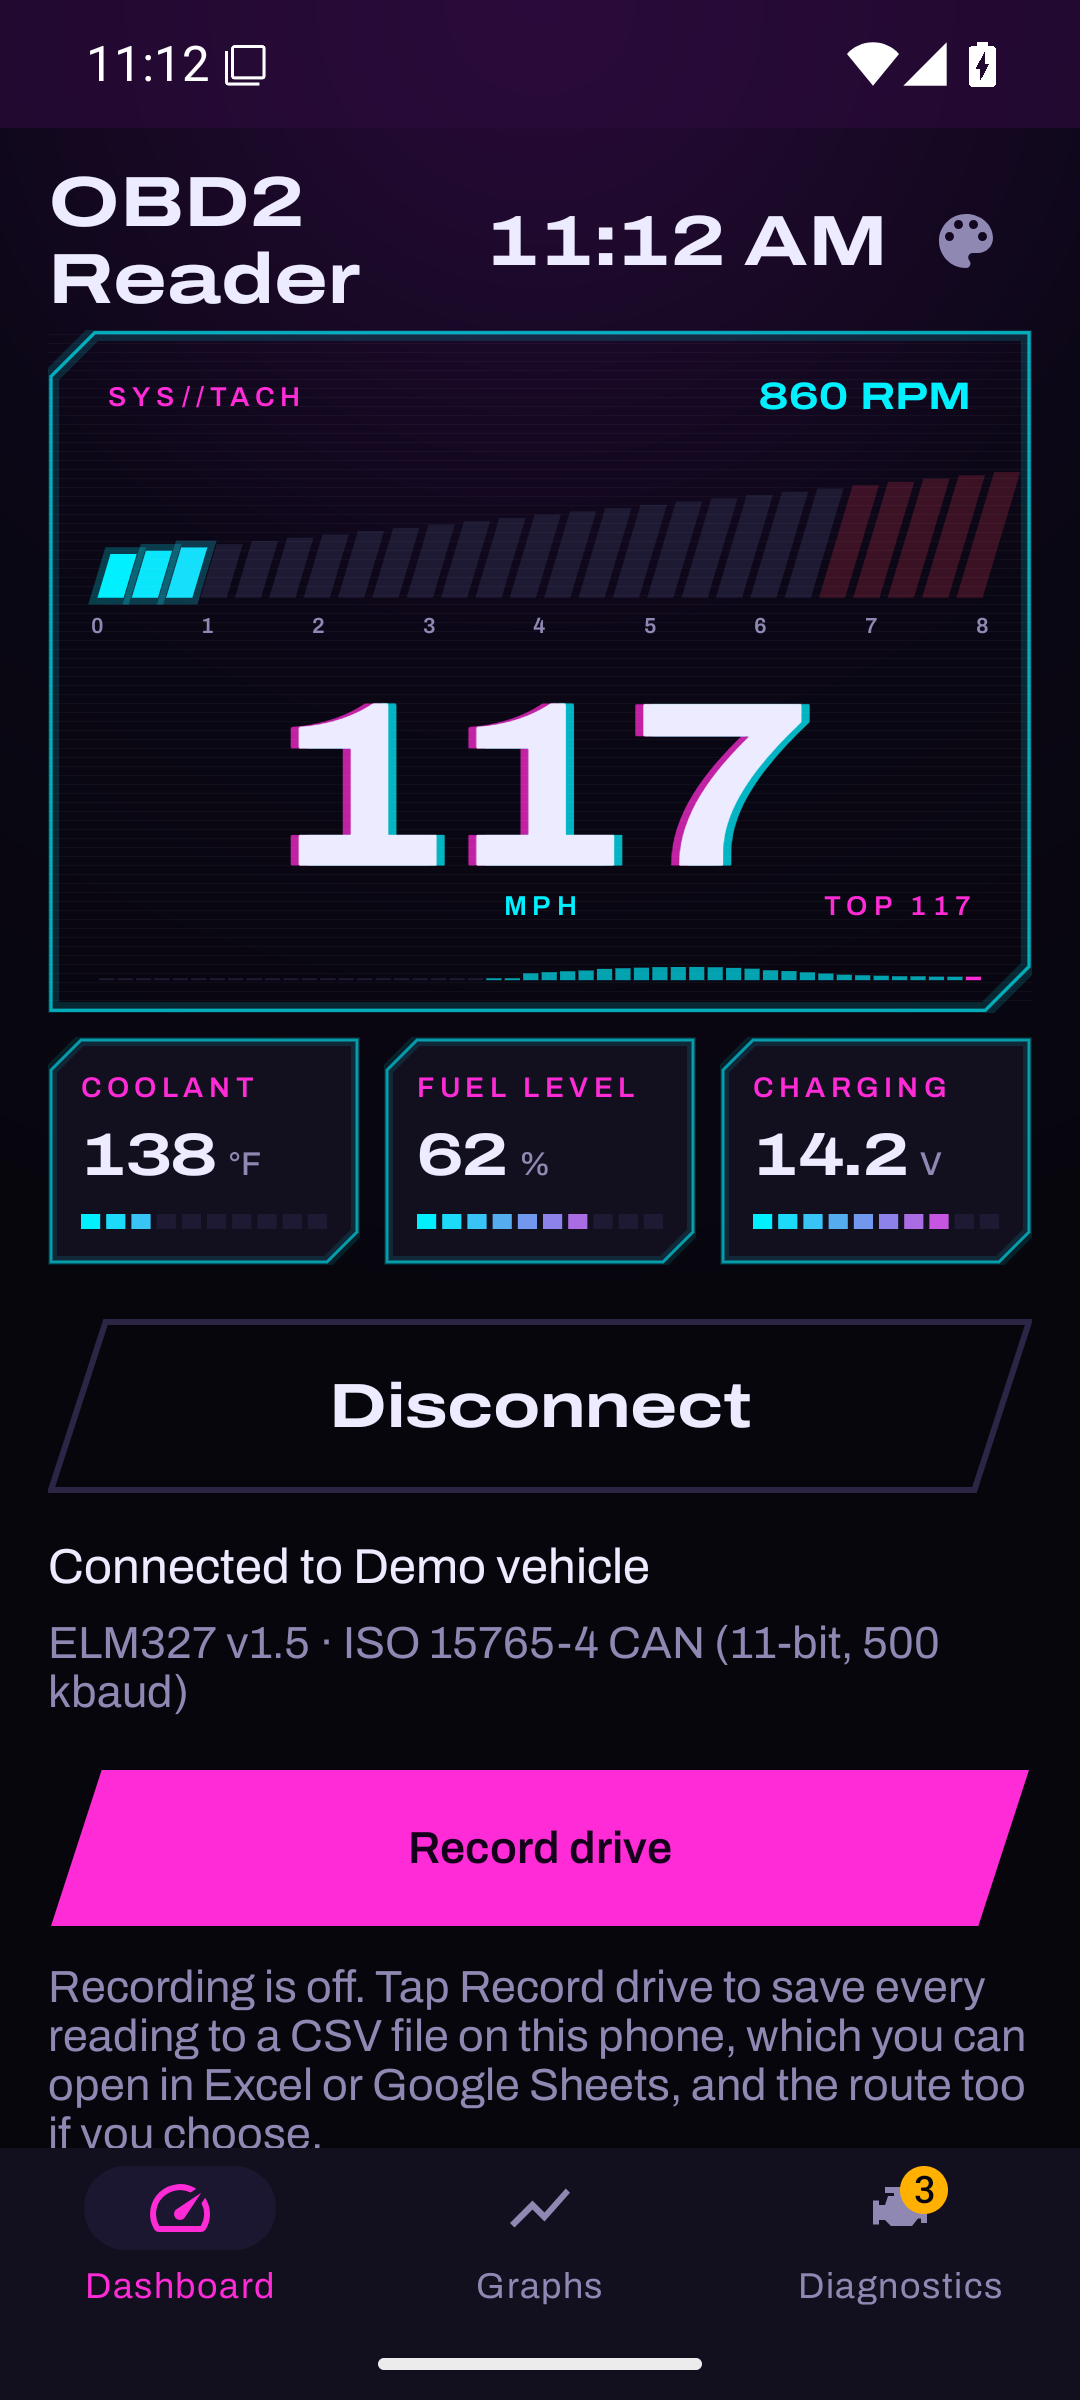 11:12
OBD2
Reader
11:12 AM
SYS//TACH
860 RPM
0 1 2 3 4 5 6 7 8
117
MPH
TOP 117
COOLANT
138 °F
FUEL LEVEL
62 %
CHARGING
14.2 V
Disconnect
Connected to Demo vehicle
ELM327 v1.5 · ISO 15765-4 CAN (11-bit, 500
kbaud)
Record drive
Recording is off. Tap Record drive to save every
reading to a CSV file on this phone, which you can
open in Excel or Google Sheets, and the route too
if you choose.
3
Dashboard
Graphs
Diagnostics